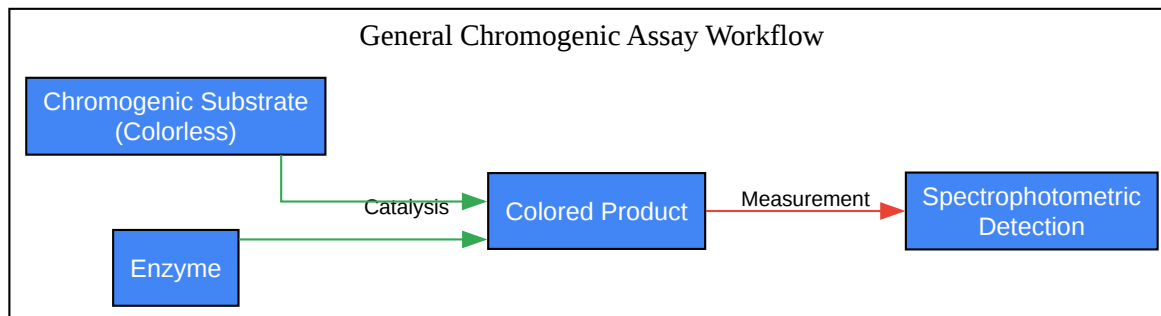 General Chromogenic Assay Workflow
Chromogenic Substrate
(Colorless)
Catalysis
Enzyme
Colored Product
Measurement
Spectrophotometric
Detection